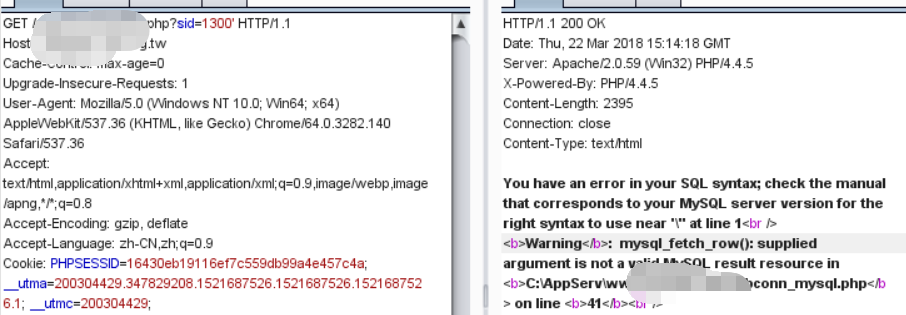 GET / php?sid=1300' HTTP/1.1
Host .tw
Cache-Control: max-age=0
Upgrade-Insecure-Requests: 1
User-Agent: Mozilla/5.0 (Windows NT 10.0; Win64; x64)
AppleWebKit/537.36 (KHTML, like Gecko) Chrome/64.0.3282.140
Safari/537.36
Accept:
text/html,application/xhtml+xml,application/xml;q=0.9,image/webp,image
/apng,*/*;q=0.8
Accept-Encoding: gzip, deflate
Accept-Language: zh-CN,zh;q=0.9
Cookie: PHPSESSID=16430eb19116ef7c559db99a4e457c4a;
__utma=200304429.347829208.1521687526.1521687526.152168752
6.1; __utmc=200304429;
HTTP/1.1 200 OK
Date: Thu, 22 Mar 2018 15:14:18 GMT
Server: Apache/2.0.59 (Win32) PHP/4.4.5
X-Powered-By: PHP/4.4.5
Content-Length: 2395
Connection: close
Content-Type: text/html
You have an error in your SQL syntax; check the manual
that corresponds to your MySQL server version for the
right syntax to use near '\'' at line 1<br />
<b>Warning</b>:  mysql_fetch_row(): supplied
argument is not a valid MySQL result resource in
<b>C:\AppServ\ww bconn_mysql.php</b
> on line <b>41</b><br />